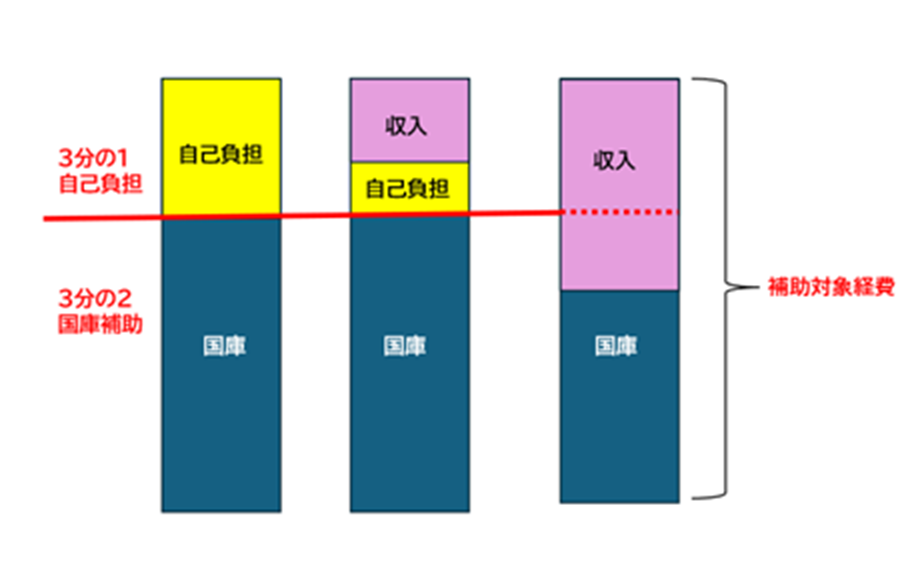 3分の1
自己負担
3分の2
国庫補助
自己負担
国庫
収入
自己負担
国庫
収入
国庫
補助対象経費